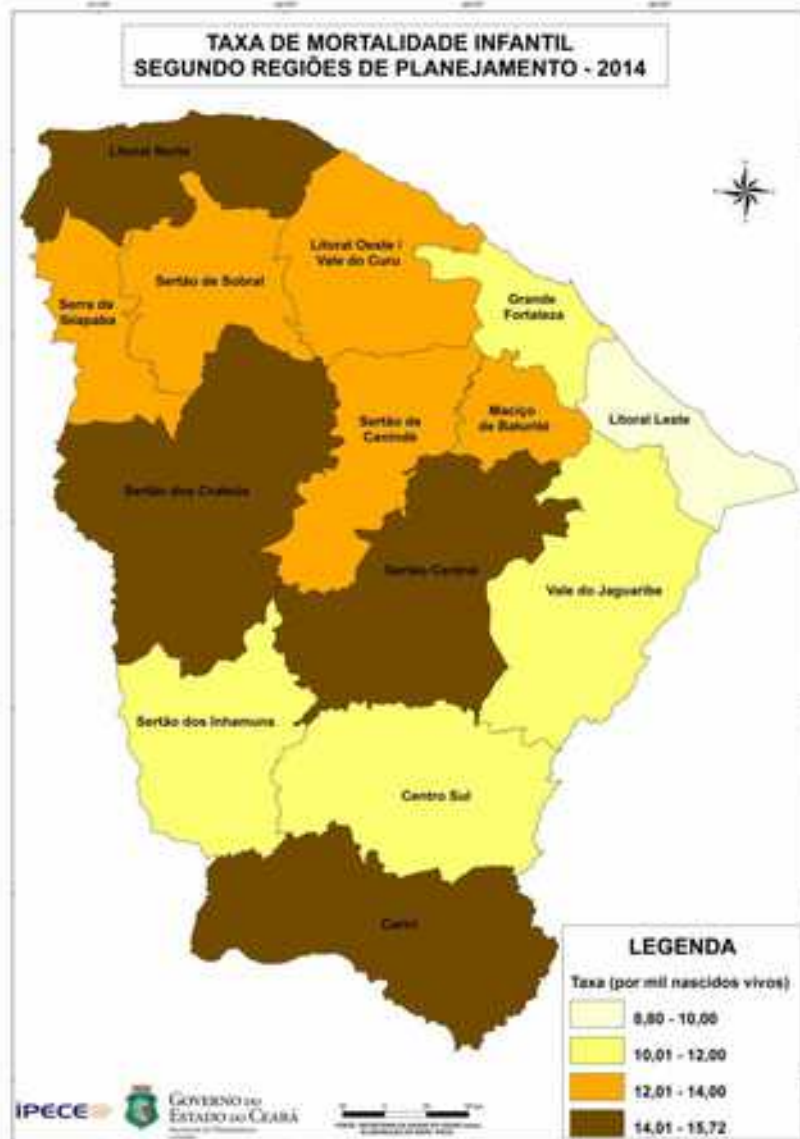 TAXA DE MORTALIDADE INFANTIL
SEGUNDO REGIÕES DE PLANEJAMENTO - 2014
Litoral Norte
Litoral Oeste /
Vale do Curu
Sertão de Sobral
Serra da
Ibiapaba
Grande
Fortaleza
Litoral Leste
Maciço
de Baturité
Sertão de
Canindé
Sertão dos Crateús
Sertão Central
Vale do Jaguaribe
Sertão dos Inhamuns
Centro Sul
Cariri
LEGENDA
Taxa (por mil nascidos vivos)
8,80 - 10,00
10,01 - 12,00
12,01 - 14,00
14,01 - 15,72
iPECE
GOVERNO DO
ESTADO DO CEARÁ